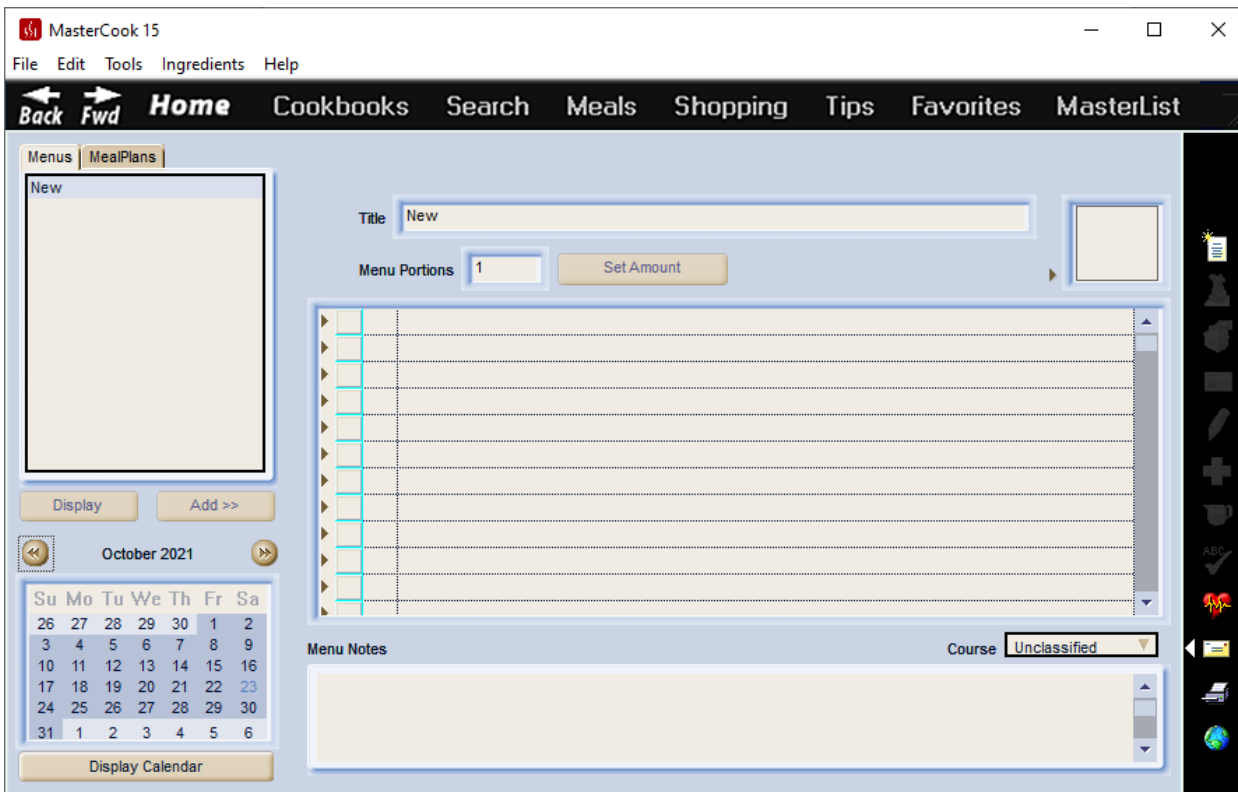 MasterCook 15
File Edit Tools Ingredients Help
Back Fwd Home Cookbooks Search Meals Shopping Tips Favorites MasterList
Menus MealPlans
New
Title New
Menu Portions 1 Set Amount
Display Add >>
October 2021
Su Mo Tu We Th Fr Sa
26 27 28 29 30 1 2
3 4 5 6 7 8 9
10 11 12 13 14 15 16
17 18 19 20 21 22 23
24 25 26 27 28 29 30
31 1 2 3 4 5 6
Display Calendar
Menu Notes
Course Unclassified
ABC